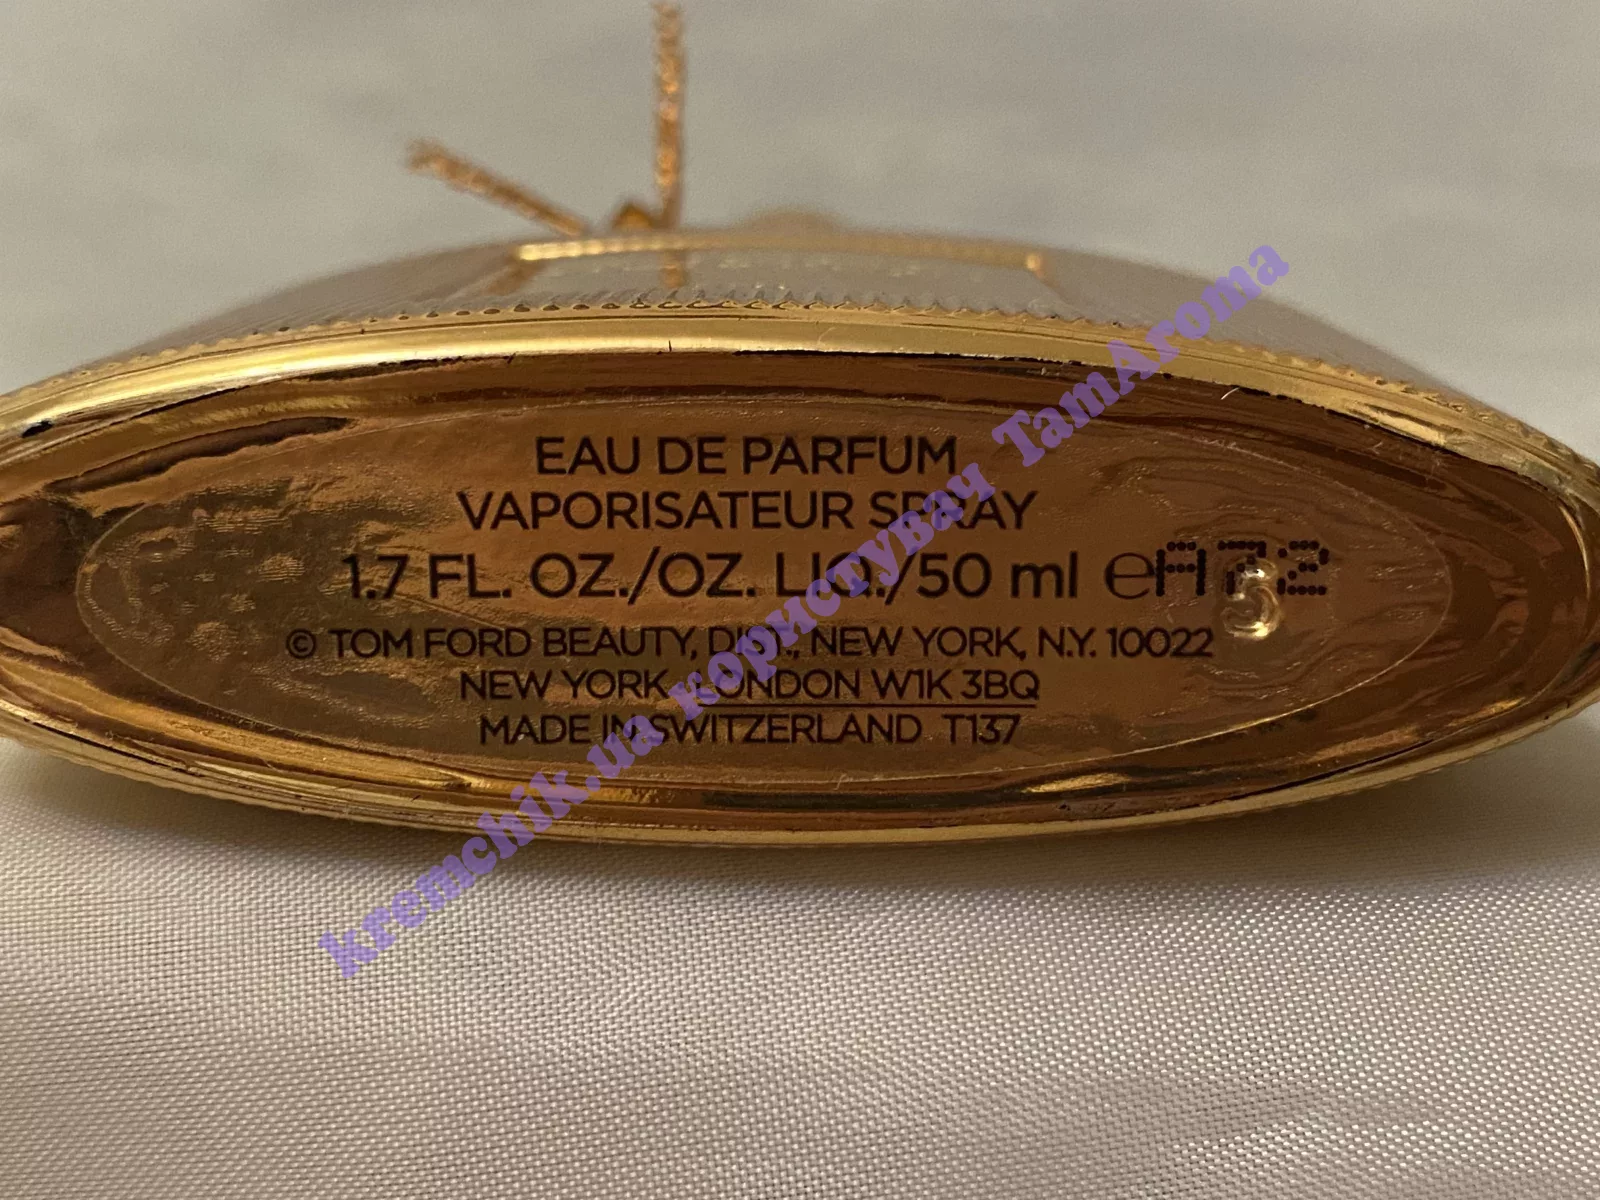 EAU DE PARFUM
VAPORISATEUR SPRAY
1.7 FL. OZ./OZ. LIQ./50 ml ℮ A72
© TOM FORD BEAUTY, DIST., NEW YORK, N.Y. 10022
NEW YORK, LONDON W1K 3BQ
MADE IN SWITZERLAND T137
kremchik.ua користувач TamAroma